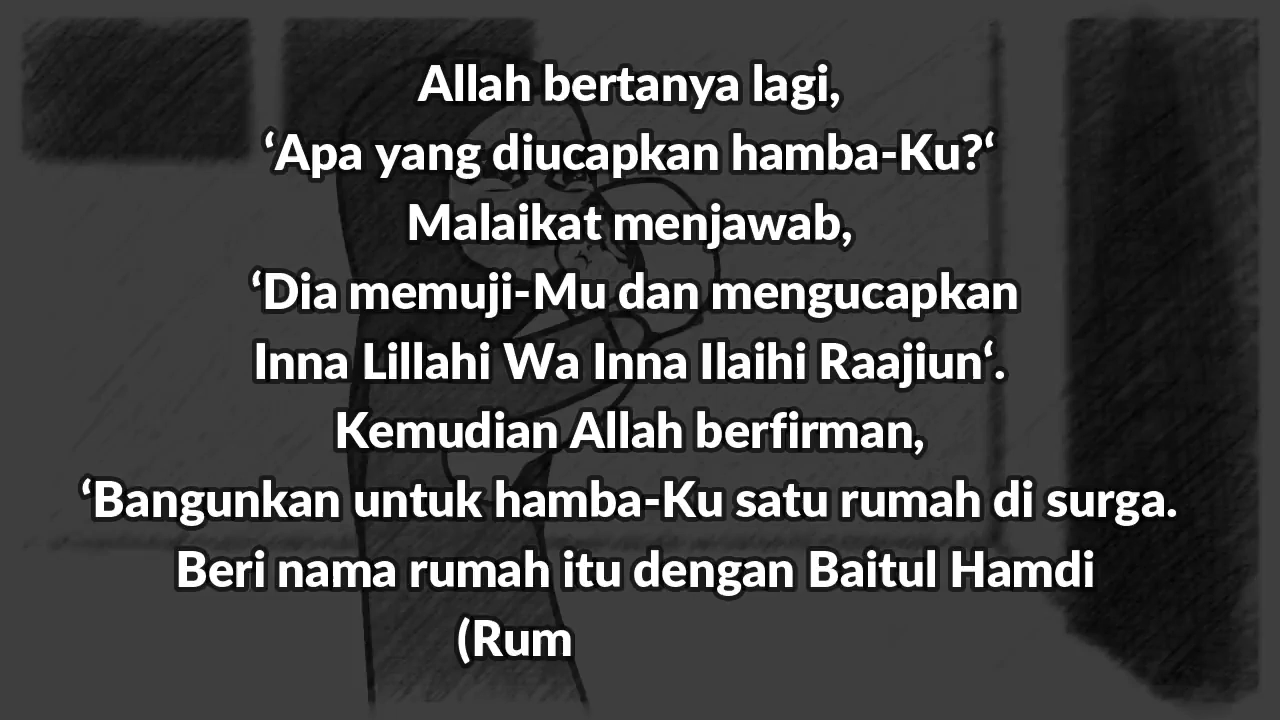 Allah bertanya lagi,
‘Apa yang diucapkan hamba-Ku?‘
Malaikat menjawab,
‘Dia memuji-Mu dan mengucapkan
Inna Lillahi Wa Inna Ilaihi Raajiun‘.
Kemudian Allah berfirman,
‘Bangunkan untuk hamba-Ku satu rumah di surga.
Beri nama rumah itu dengan Baitul Hamdi
(Rum